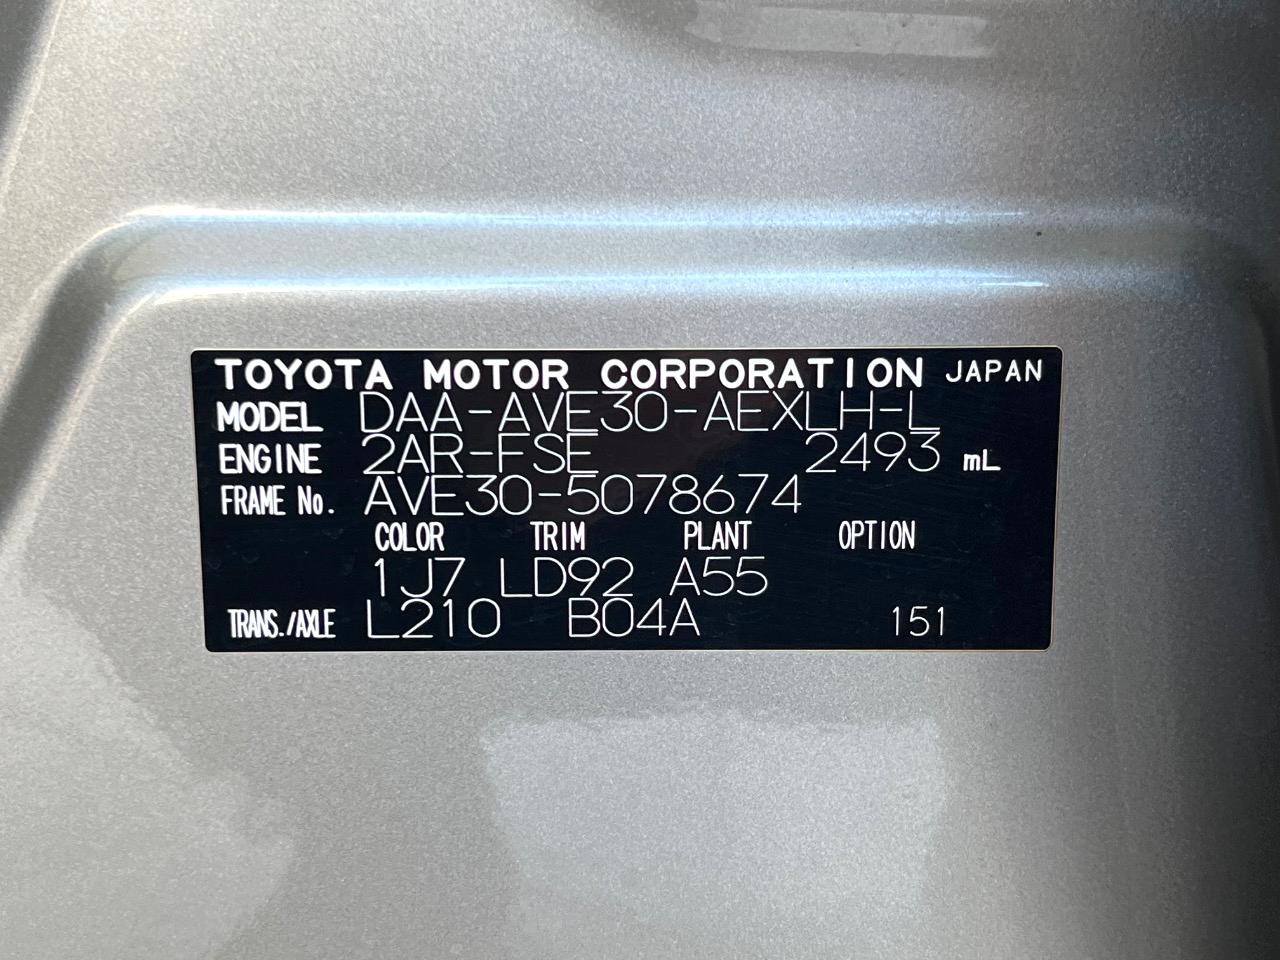 TOYOTA MOTOR CORPORATION JAPAN
MODEL DAA-AVE30-AEXLH-L
ENGINE 2AR-FSE 2493 mL
FRAME No. AVE30-5078674
COLOR TRIM PLANT OPTION
1J7 LD92 A55
TRANS./AXLE L210 B04A 151